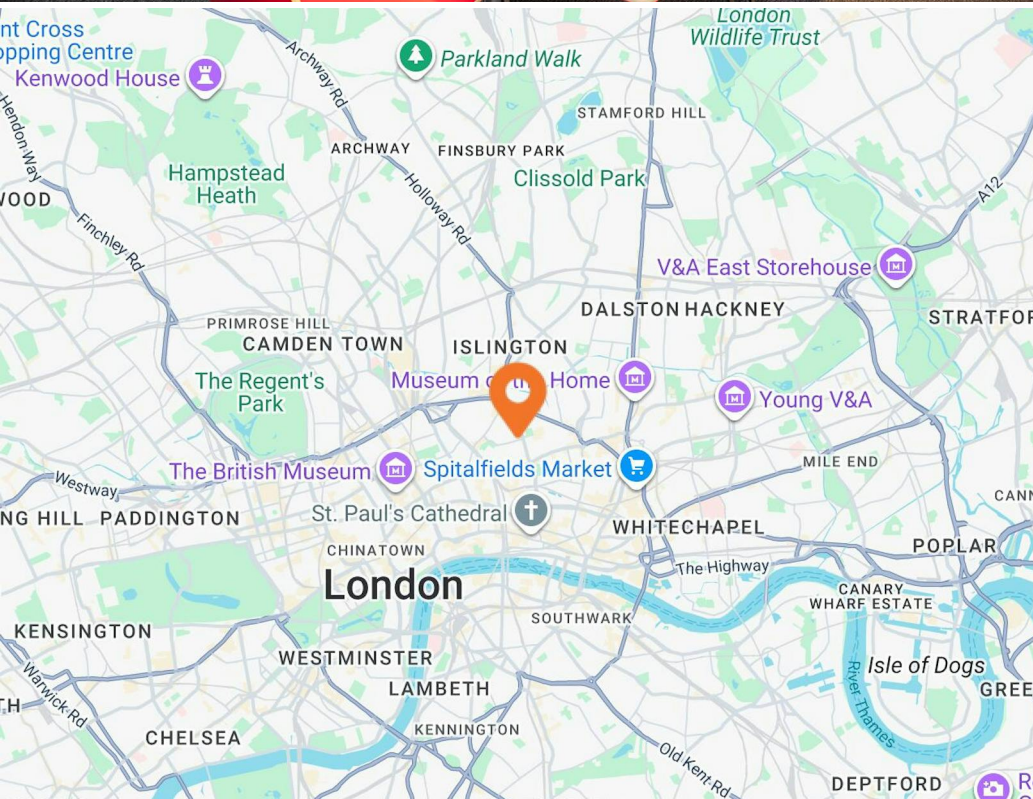 London
Wildlife Trust
nt Cross
opping Centre
Parkland Walk
Kenwood House
Archway Rd
Hendon Way
STAMFORD HILL
ARCHWAY
FINSBURY PARK
Hampstead
Heath
Clissold Park
Holloway Rd
A12
WOOD
Finchley Rd
V&A East Storehouse
DALSTON
HACKNEY
STRATFOR
PRIMROSE HILL
CAMDEN TOWN
ISLINGTON
The Regent's
Park
Museum of the Home
Young V&A
The British Museum
Spitalfields Market
MILE END
Westway
CANN
NG HILL
PADDINGTON
St. Paul's Cathedral
WHITECHAPEL
CHINATOWN
POPLAR
The Highway
London
CANARY
WHARF ESTATE
SOUTHWARK
KENSINGTON
WESTMINSTER
Isle of Dogs
LAMBETH
GREE
TH
Warwick Rd
River Thames
KENNINGTON
CHELSEA
Old Kent Rd
DEPTFORD
R